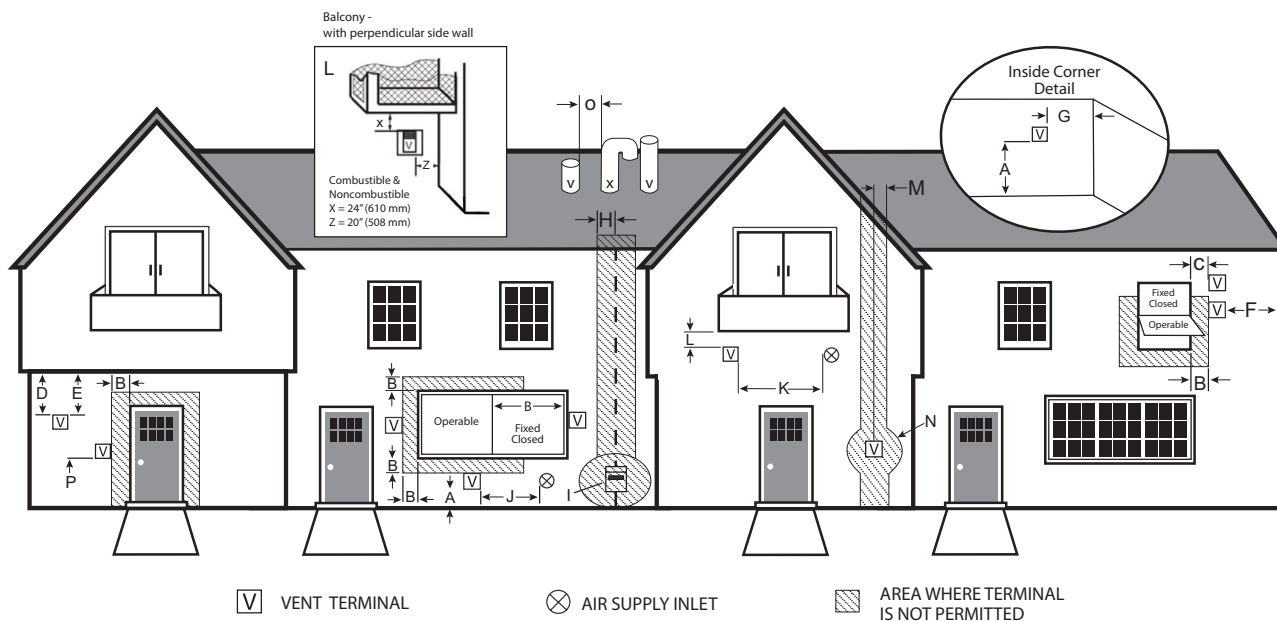 Balcony -
with perpendicular side wall
L
x
V
Z
Combustible &
Noncombustible
X = 24” (610 mm)
Z = 20” (508 mm)
O
V
x
V
Inside Corner
Detail
G
V
A
H
M
C
V
Fixed
Closed
Operable
V
F
B
D
E
B
V
V
P
B
B
Operable
Fixed
Closed
V
V
B
B
A
V
J
I
L
V
K
V
N
V VENT TERMINAL
AIR SUPPLY INLET
AREA WHERE TERMINAL
IS NOT PERMITTED